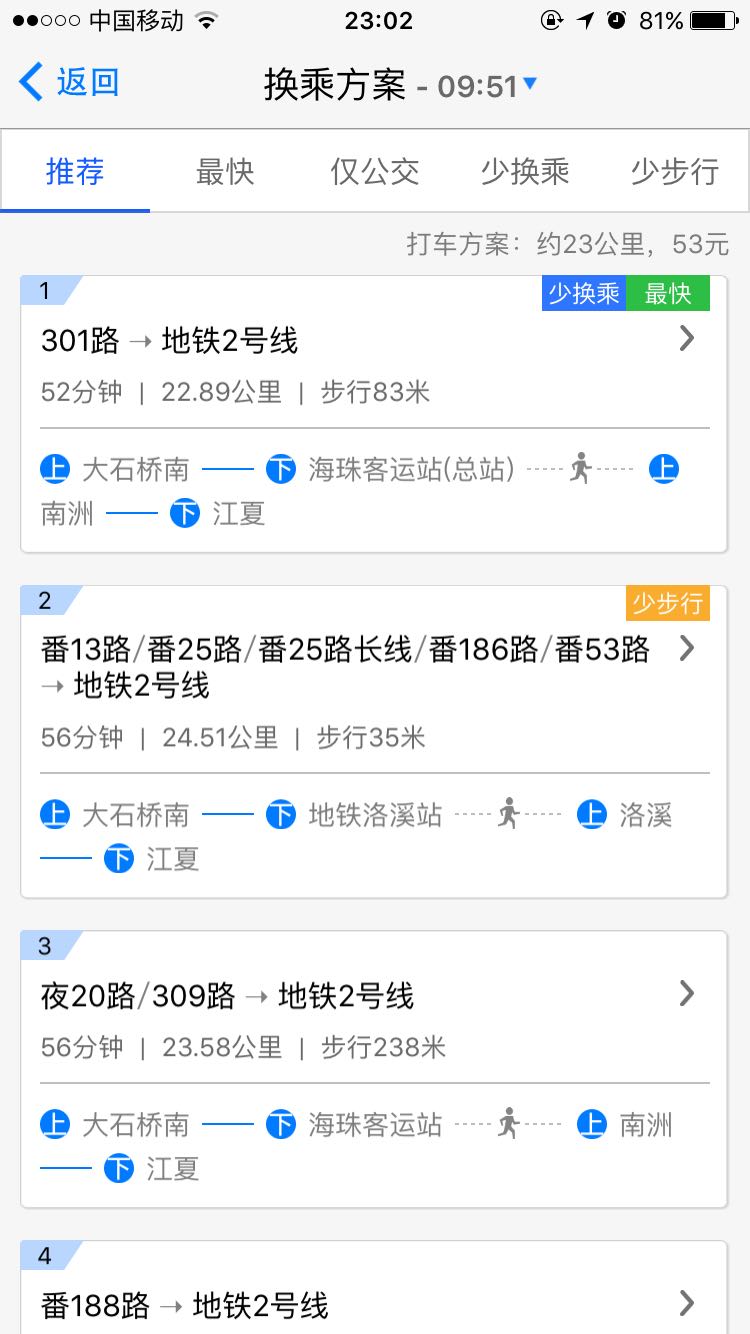 中国移动 23:02 81%
返回 换乘方案 - 09:51
推荐 最快 仅公交 少换乘 少步行
打车方案：约23公里，53元
1 少换乘 最快
301路 → 地铁2号线
52分钟 | 22.89公里 | 步行83米
上 大石桥南 下 海珠客运站(总站) 上
南洲 下 江夏
2 少步行
番13路/番25路/番25路长线/番186路/番53路
→ 地铁2号线
56分钟 | 24.51公里 | 步行35米
上 大石桥南 下 地铁洛溪站 上 洛溪
下 江夏
3
夜20路/309路 → 地铁2号线
56分钟 | 23.58公里 | 步行238米
上 大石桥南 下 海珠客运站 上 南洲
下 江夏
4
番188路 → 地铁2号线